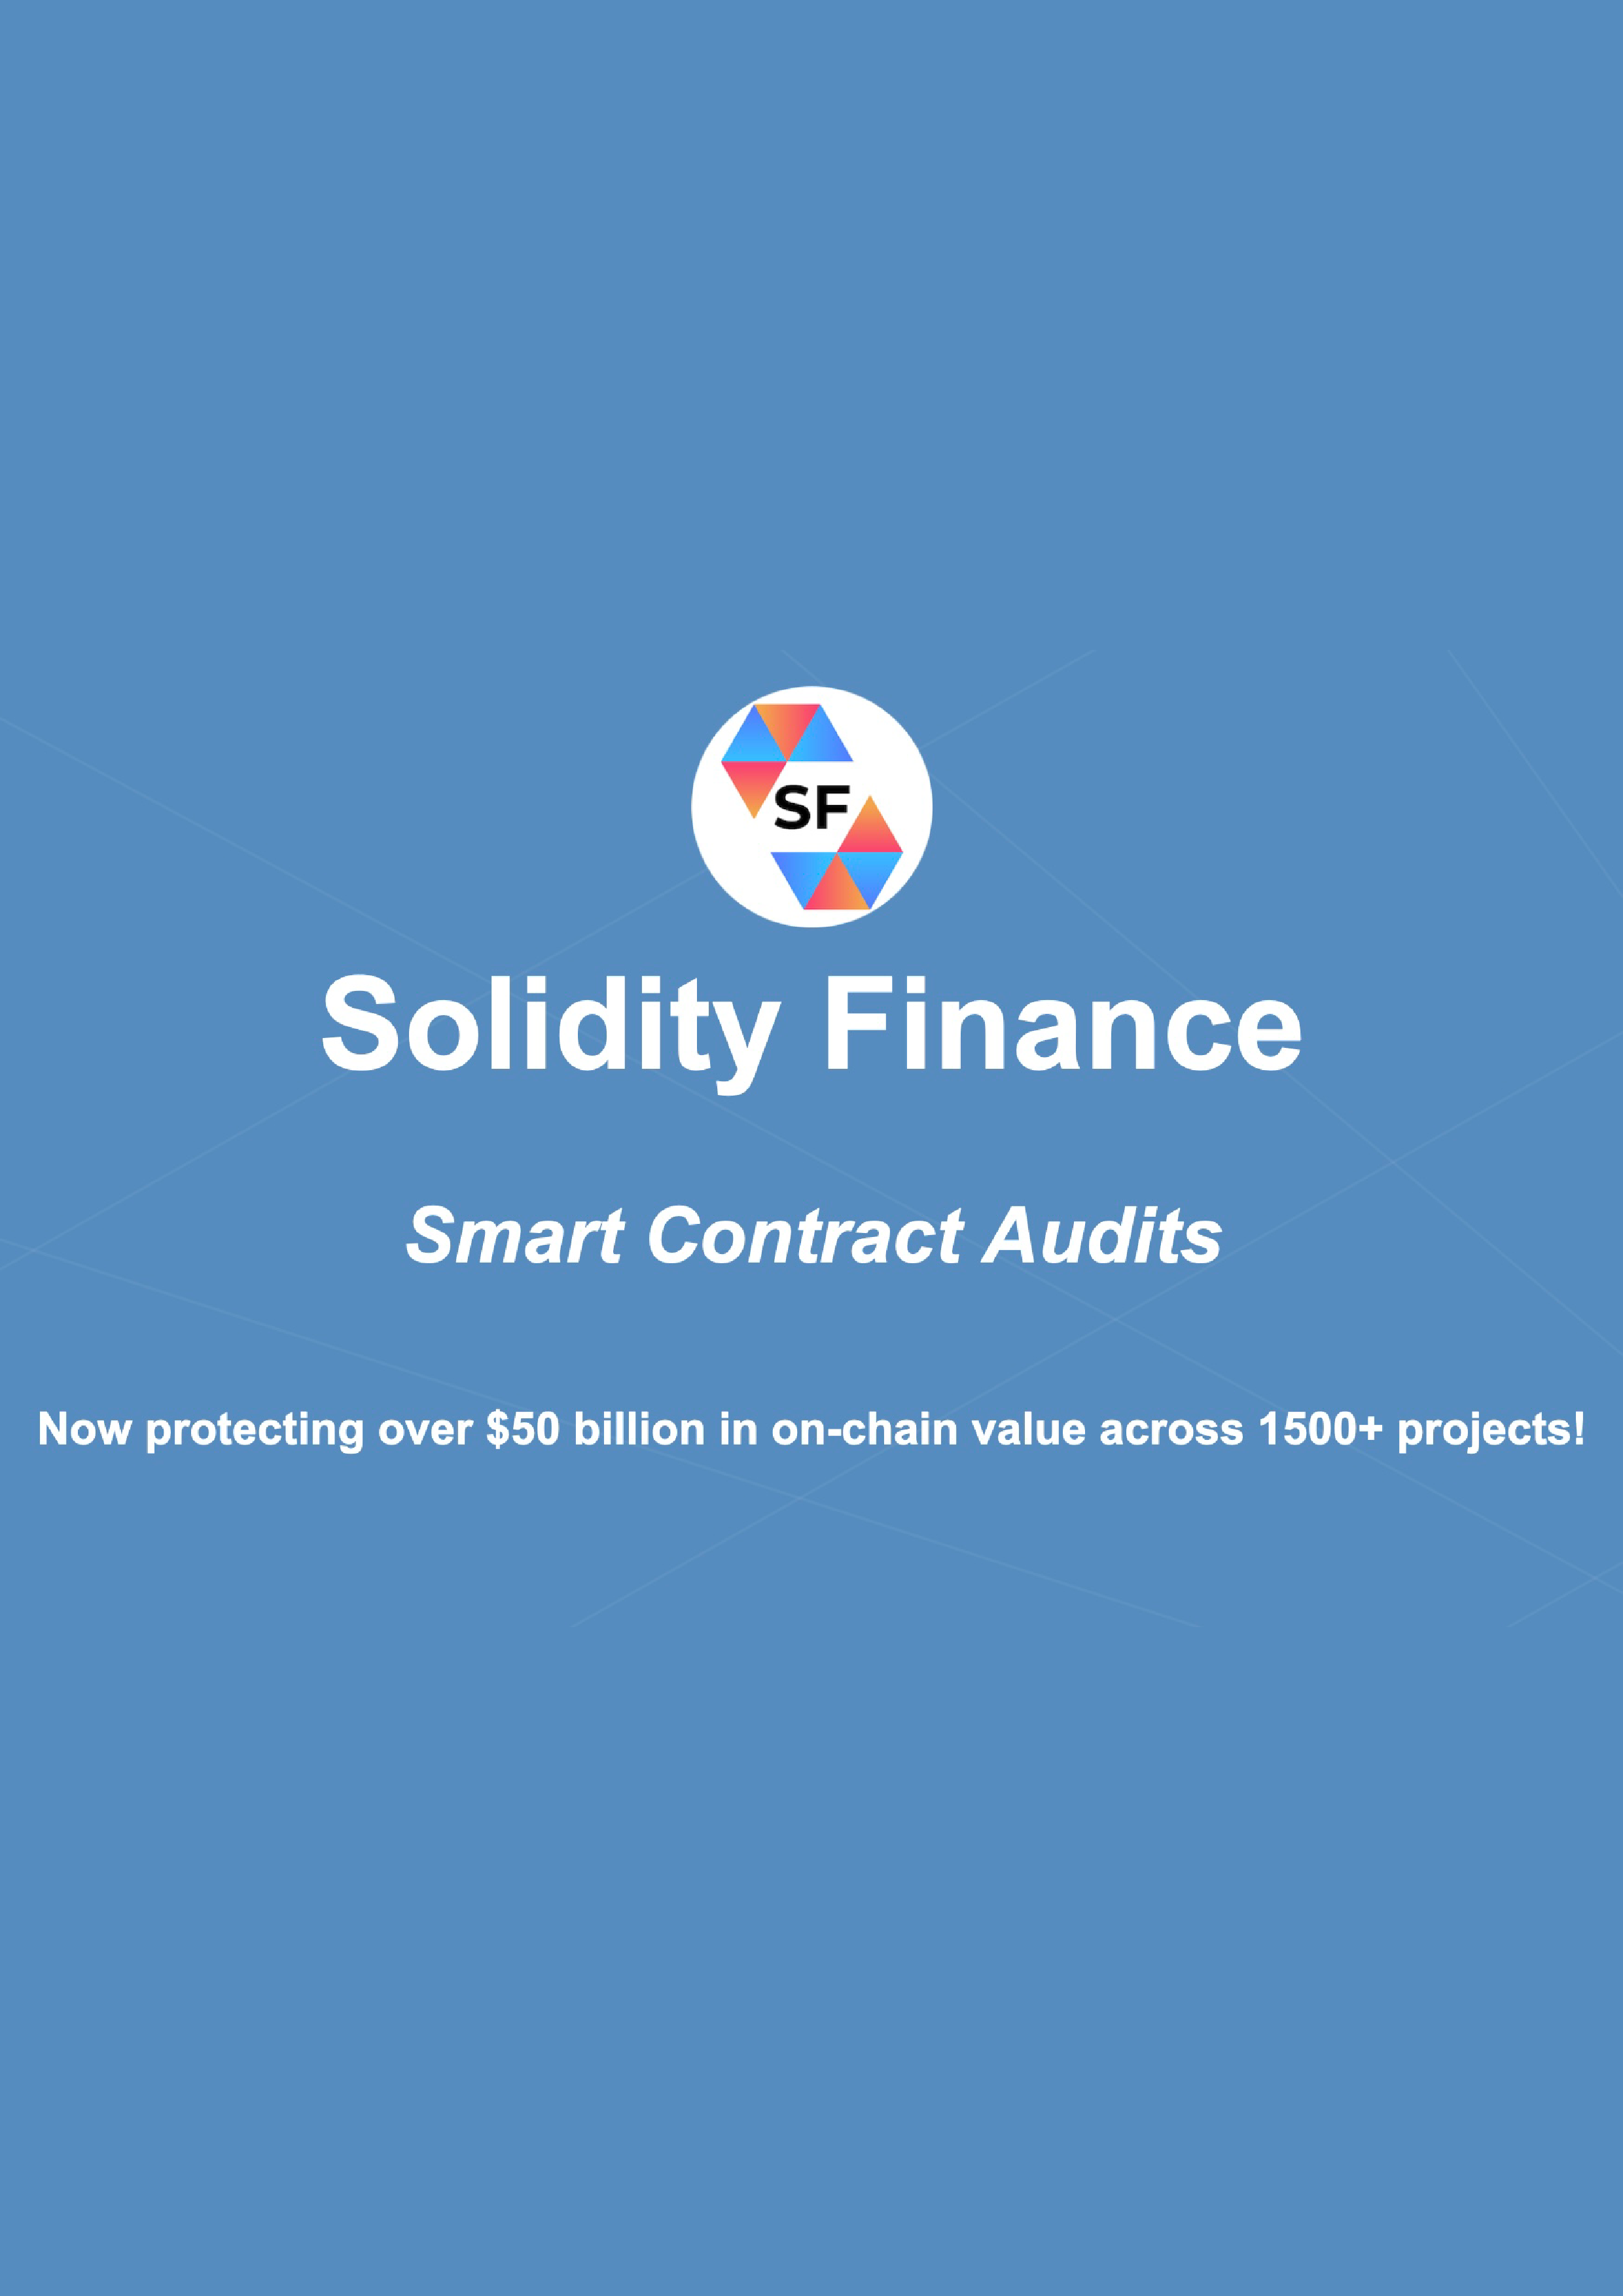 SF
Solidity Finance
Smart Contract Audits
Now protecting over $50 billion in on-chain value across 1500+ projects!